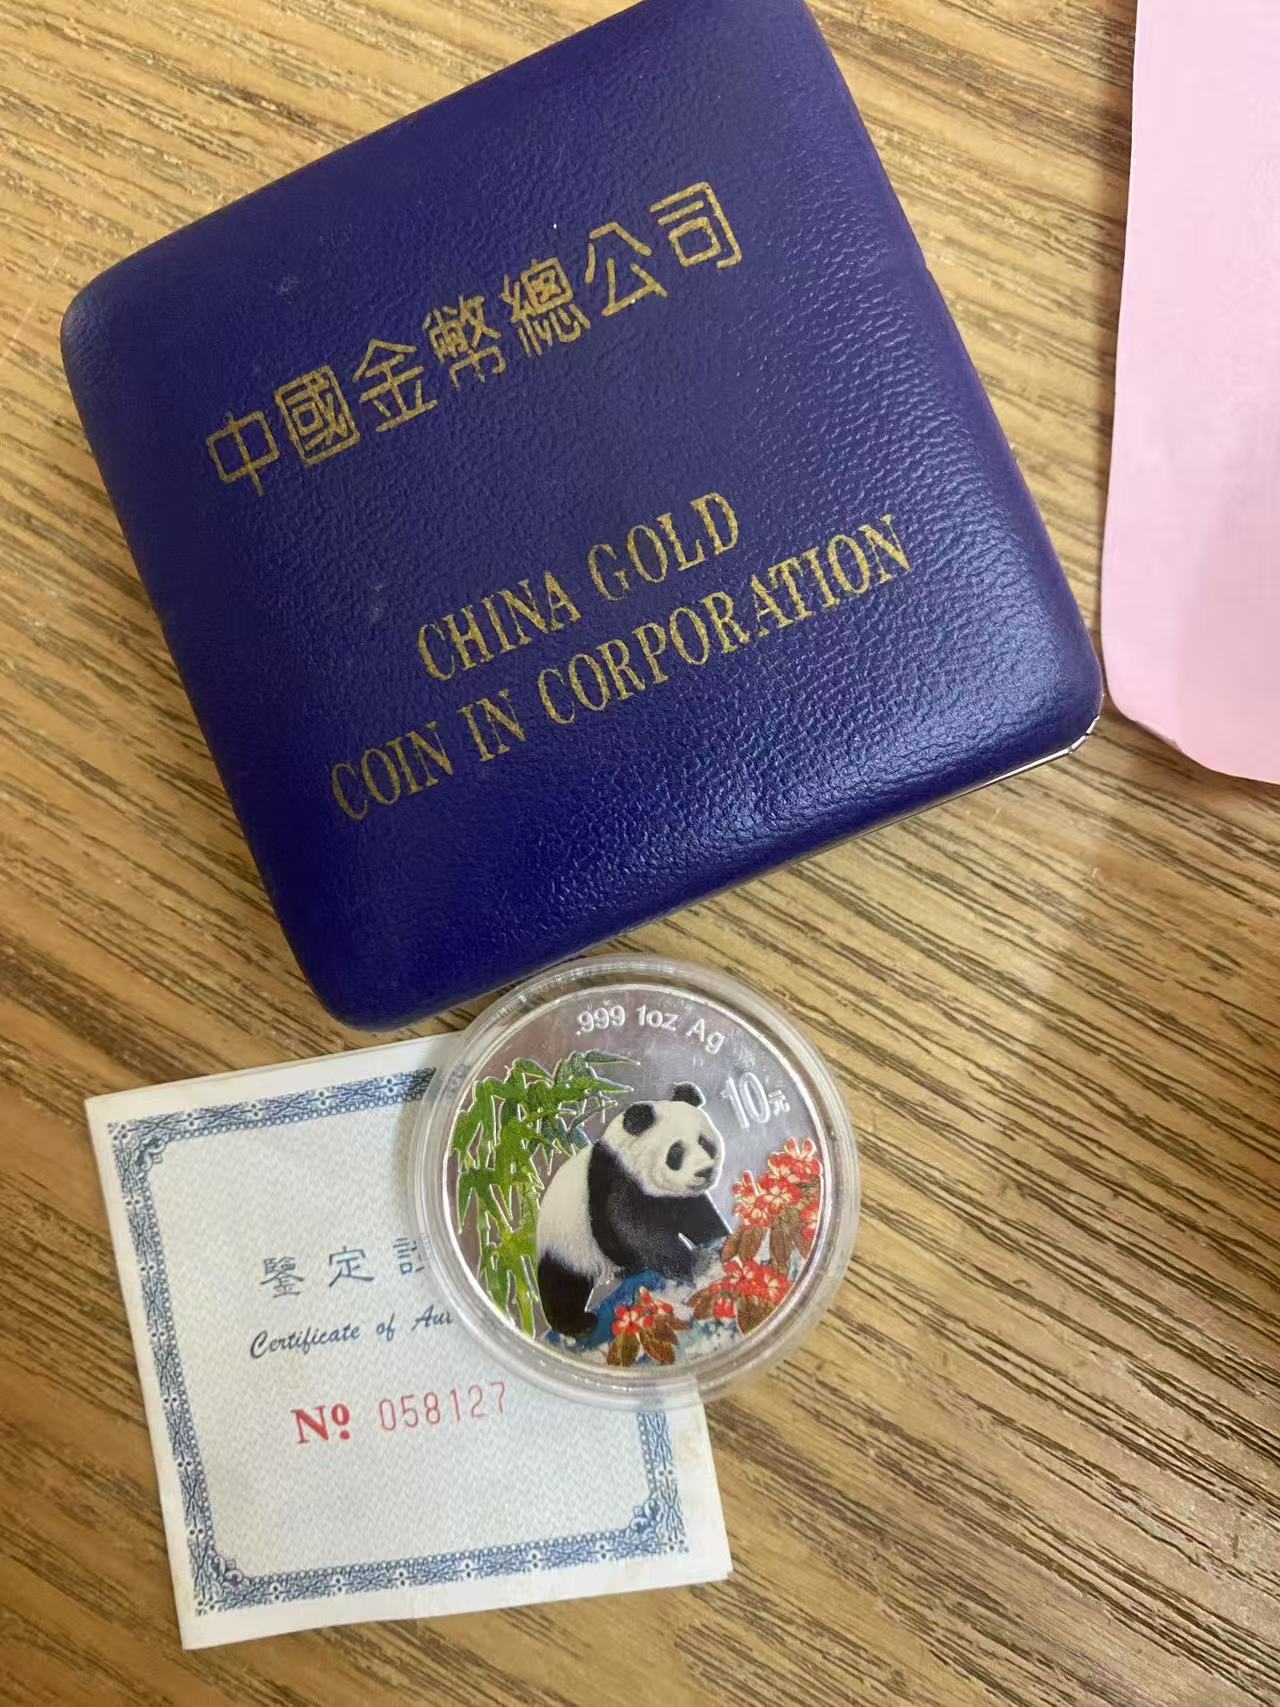 中國金幣總公司
CHINA GOLD
COIN IN CORPORATION
.999 1oz Ag
10元
鑒定
Certificate of
Nº 058127